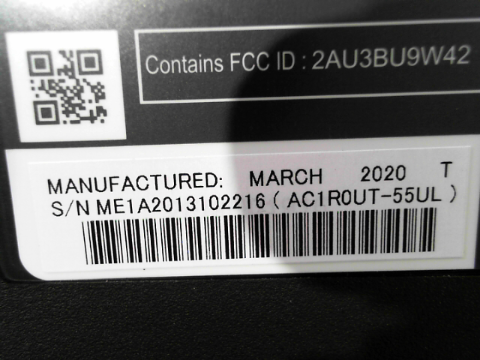 Contains FCC ID : 2AU3BU9W42
MANUFACTURED: MARCH 2020 T
S/N ME1A2013102216 ( AC1R0UT-55UL )